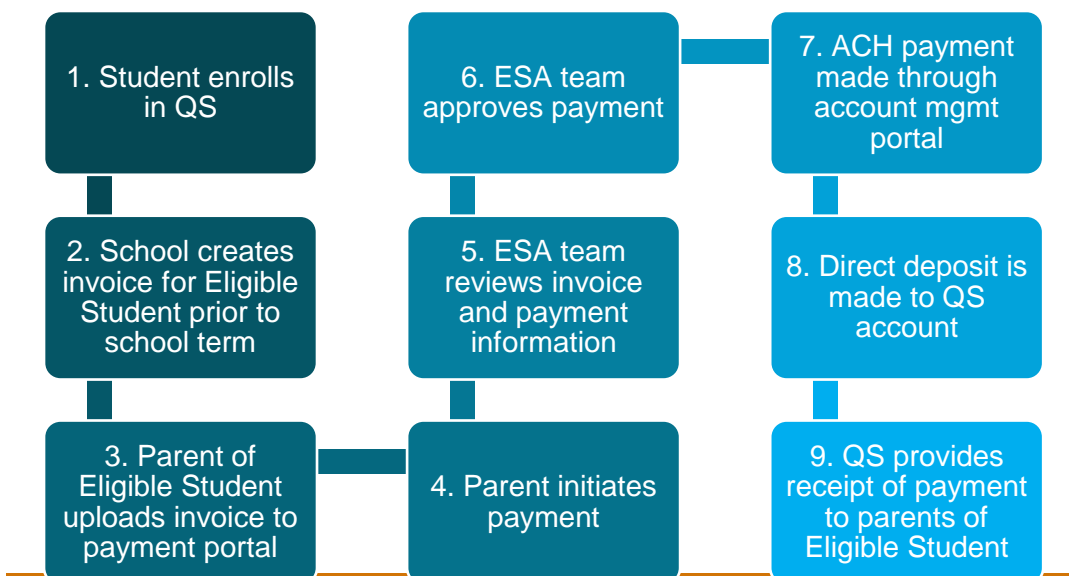 1. Student enrolls
in QS
2. School creates
invoice for Eligible
Student prior to
school term
3. Parent of
Eligible Student
uploads invoice to
payment portal
4. Parent initiates
payment
5. ESA team
reviews invoice
and payment
information
6. ESA team
approves payment
7. ACH payment
made through
account mgmt
portal
8. Direct deposit is
made to QS
account
9. QS provides
receipt of payment
to parents of
Eligible Student